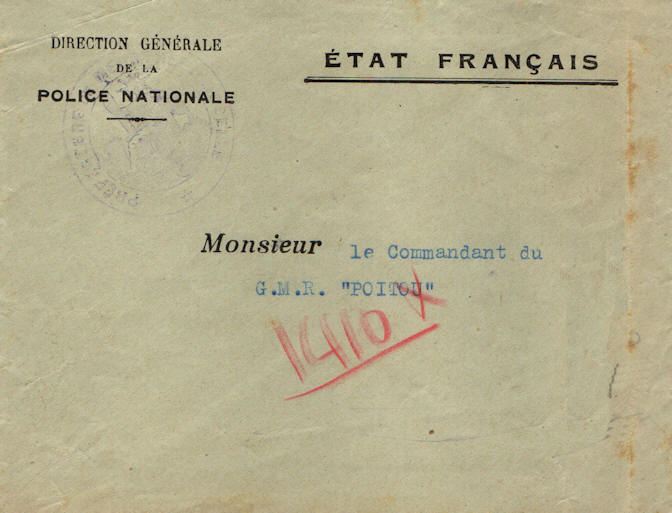 DIRECTION GÉNÉRALE
DE LA
POLICE NATIONALE
ÉTAT FRANÇAIS
Monsieur le Commandant du
G.M.R. "POITOU"
1410 X